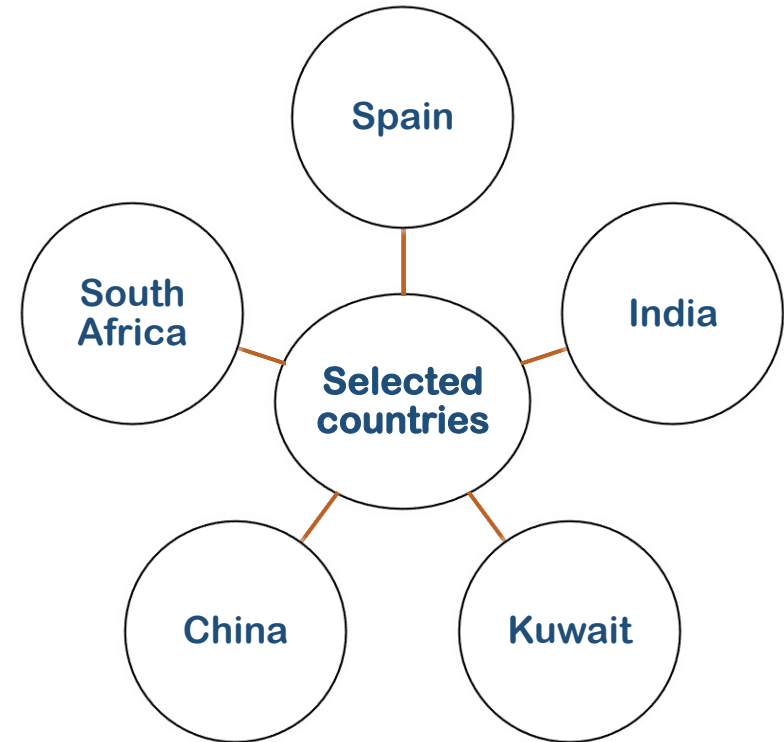 Spain
South
Africa
India
Selected
countries
China
Kuwait